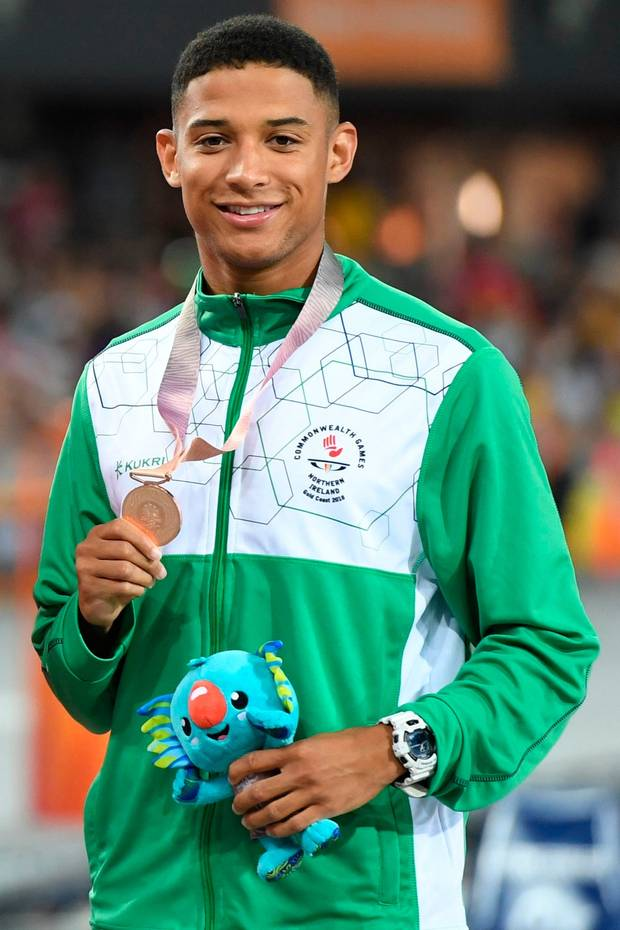 KUKRI
COMMONWEALTH GAMES
NORTHERN
IRELAND
Gold Coast 2018